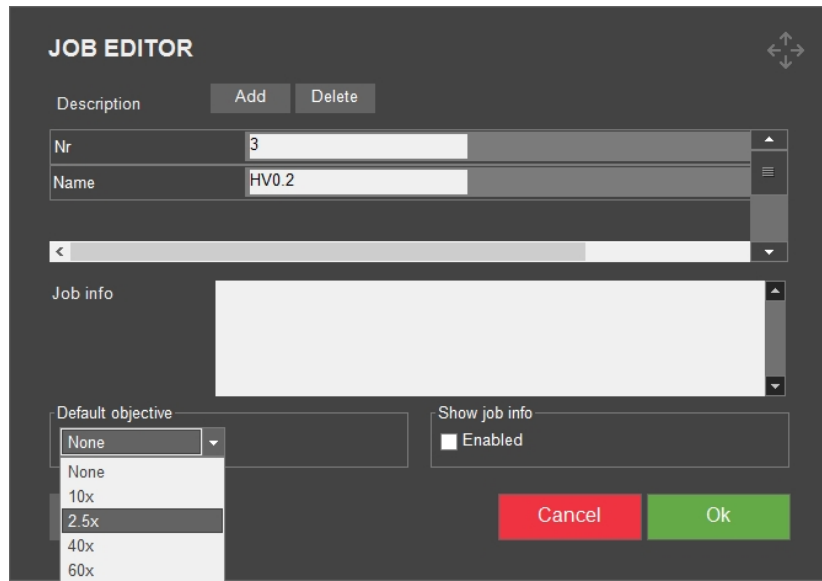 JOB EDITOR
Description Add Delete
Nr 3
Name HV0.2
Job info
Default objective Show job info
None Enabled
None
10x
2.5x
40x
60x
Cancel Ok